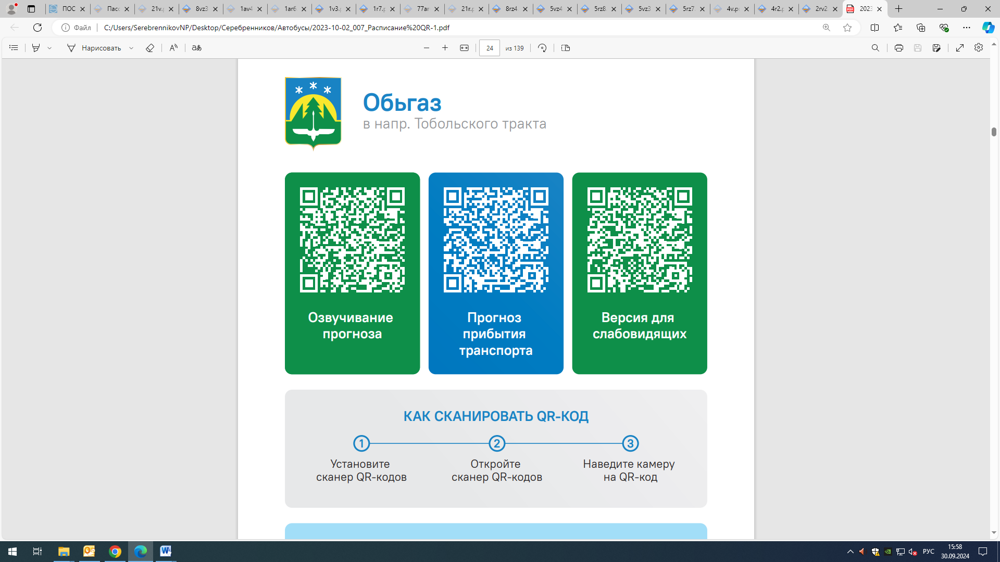 ПОС
Пасс
21v.p
8vz3
1av4
1ar6
1v3.p
1r7.p
77ar
21r.p
8rz4.
5vz4
5rz8.
5vz3
5rz7.
4v.pc
4r2.p
2rv2.
2023
Файл
C:/Users/SerebrennikovNP/Desktop/Серебренников/Автобусы/2023-10-02_007_Расписание%20QR-1.pdf
Нарисовать
24 из 139
Обьгаз
в напр. Тобольского тракта
Озвучивание
прогноза
Прогноз
прибытия
транспорта
Версия для
слабовидящих
КАК СКАНИРОВАТЬ QR-КОД
1
Установите
сканер QR-кодов
2
Откройте
сканер QR-кодов
3
Наведите камеру
на QR-код
РУС
15:58
30.09.2024